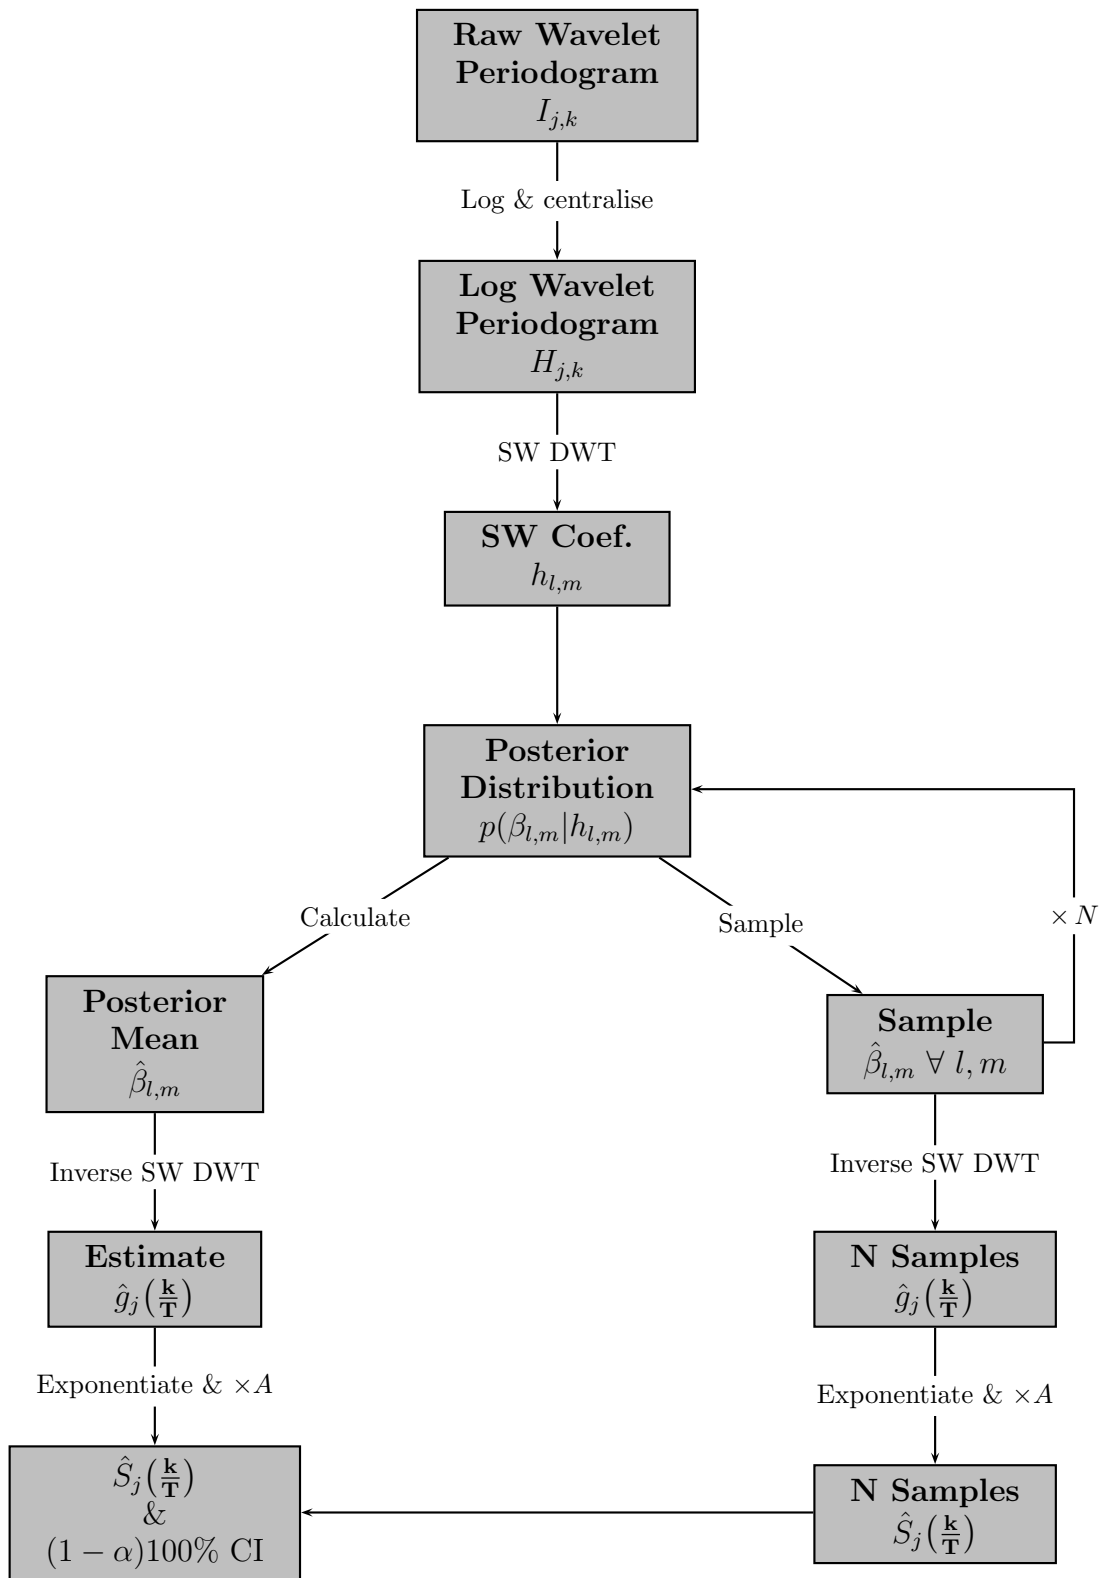 Raw Wavelet
Periodogram
I_{j,k}
Log & centralise
Log Wavelet
Periodogram
H_{j,k}
SW DWT
SW Coef.
h_{l,m}
Posterior
Distribution
p(β_{l,m}|h_{l,m})
Calculate
Sample
× N
Posterior
Mean
β̂_{l,m}
Sample
β̂_{l,m} ∀ l, m
Inverse SW DWT
Inverse SW DWT
Estimate
ĝ_j(k/T)
N Samples
ĝ_j(k/T)
Exponentiate & ×A
Exponentiate & ×A
Ŝ_j(k/T)
&
(1 − α)100% CI
N Samples
Ŝ_j(k/T)